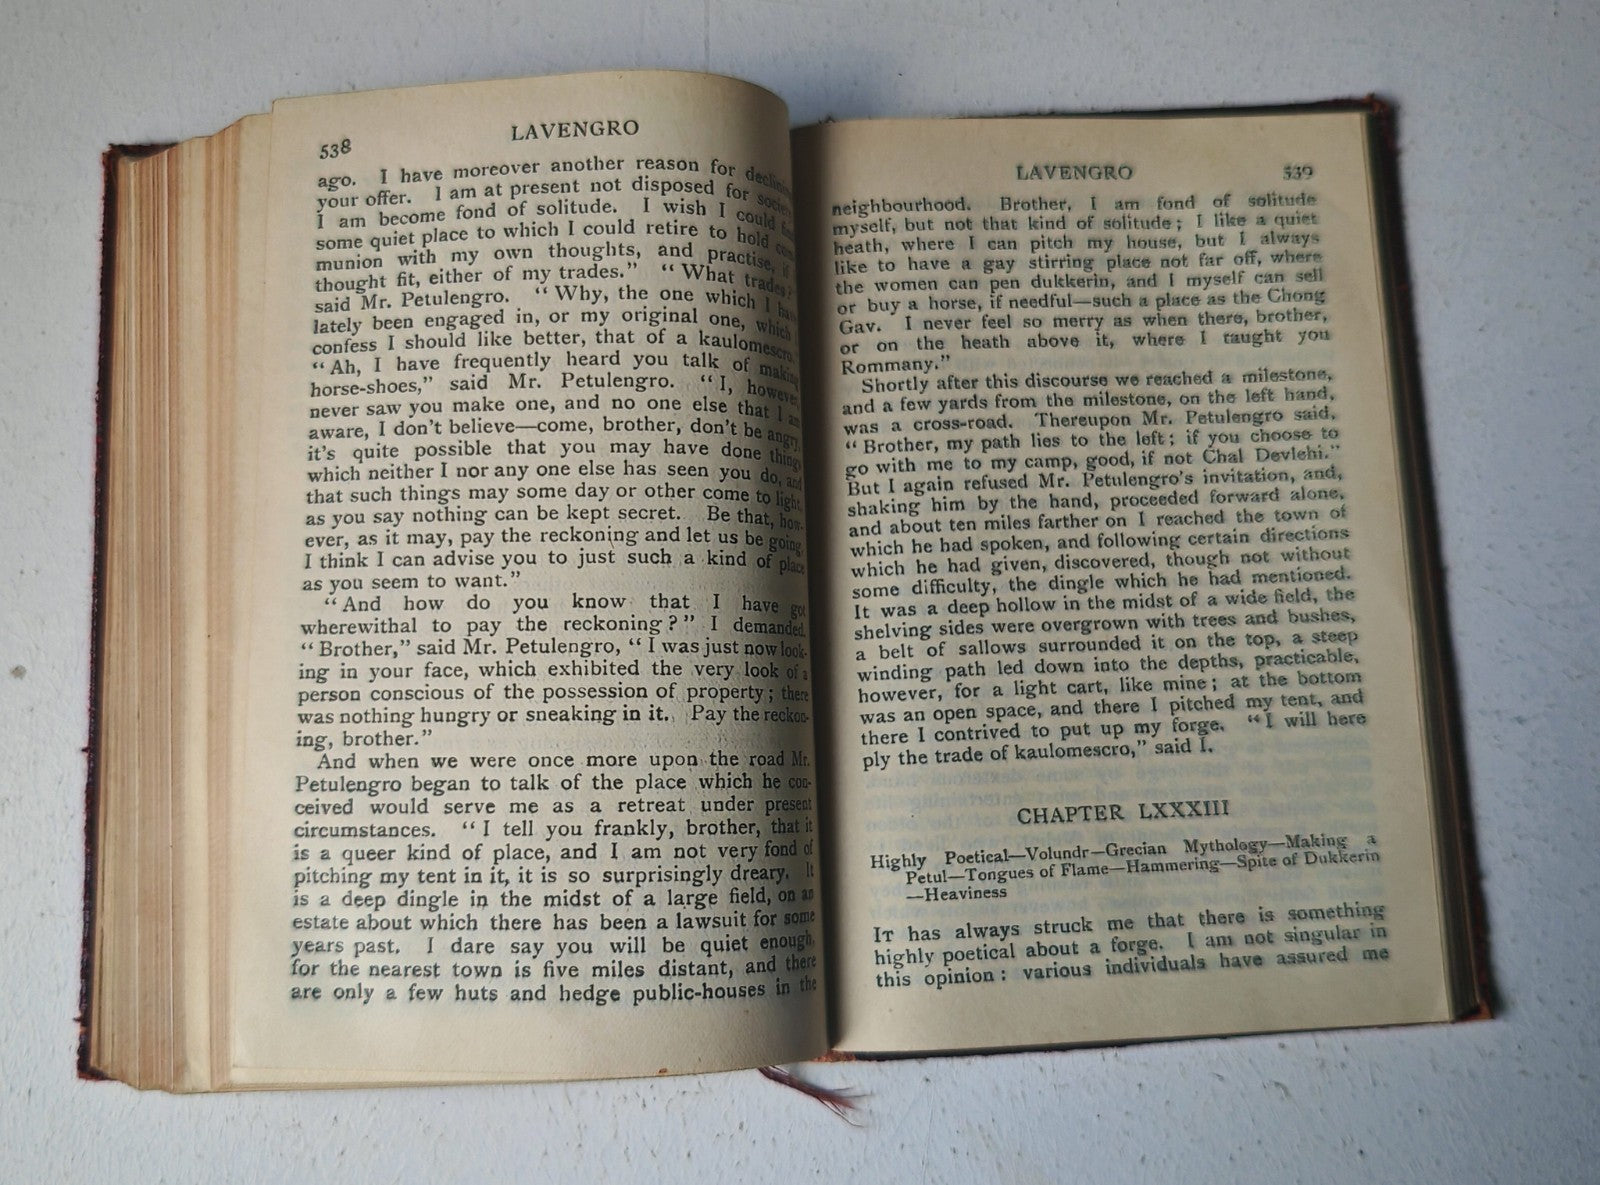 538
LAVENGRO
ago. I have moreover another reason for declining
your offer. I am at present not disposed for society.
I am become fond of solitude. I wish I could find
some quiet place to which I could retire to hold com-
munion with my own thoughts, and practise, if I
thought fit, either of my trades." "What trades?"
said Mr. Petulengro. "Why, the one which I have
lately been engaged in, or my original one, which I
confess I should like better, that of a kaulomescro."
"Ah, I have frequently heard you talk of making
horse-shoes," said Mr. Petulengro. "I, however,
never saw you make one, and no one else that I am
aware, I don't believe—come, brother, don't be angry,
it's quite possible that you may have done things
which neither I nor any one else has seen you do, and
that such things may some day or other come to light,
as you say nothing can be kept secret. Be that, how-
ever, as it may, pay the reckoning and let us be going,
I think I can advise you to just such a kind of place
as you seem to want."
"And how do you know that I have got
wherewithal to pay the reckoning?" I demanded.
"Brother," said Mr. Petulengro, "I was just now look-
ing in your face, which exhibited the very look of a
person conscious of the possession of property; there
was nothing hungry or sneaking in it. Pay the reckon-
ing, brother."
And when we were once more upon the road Mr.
Petulengro began to talk of the place which he con-
ceived would serve me as a retreat under present
circumstances. "I tell you frankly, brother, that it
is a queer kind of place, and I am not very fond of
pitching my tent in it, it is so surprisingly dreary. It
is a deep dingle in the midst of a large field, on an
estate about which there has been a lawsuit for some
years past. I dare say you will be quiet enough,
for the nearest town is five miles distant, and there
are only a few huts and hedge public-houses in the
LAVENGRO
539
neighbourhood. Brother, I am fond of solitude
myself, but not that kind of solitude; I like a quiet
heath, where I can pitch my house, but I always
like to have a gay stirring place not far off, where
the women can pen dukkerin, and I myself can sell
or buy a horse, if needful—such a place as the Chong
Gav. I never feel so merry as when there, brother,
or on the heath above it, where I taught you
Rommany."
Shortly after this discourse we reached a milestone,
and a few yards from the milestone, on the left hand,
was a cross-road. Thereupon Mr. Petulengro said,
"Brother, my path lies to the left; if you choose to
go with me to my camp, good, if not Chal Devlehi."
But I again refused Mr. Petulengro's invitation, and,
shaking him by the hand, proceeded forward alone,
and about ten miles farther on I reached the town of
which he had spoken, and following certain directions
which he had given, discovered, though not without
some difficulty, the dingle which he had mentioned.
It was a deep hollow in the midst of a wide field, the
shelving sides were overgrown with trees and bushes,
a belt of sallows surrounded it on the top, a steep
winding path led down into the depths, practicable,
however, for a light cart, like mine; at the bottom
was an open space, and there I pitched my tent, and
there I contrived to put up my forge. "I will here
ply the trade of kaulomescro," said I.
CHAPTER LXXXIII
Highly Poetical—Volundr—Grecian Mythology—Making a
Petul—Tongues of Flame—Hammering—Spite of Dukkerin
—Heaviness
IT has always struck me that there is something
highly poetical about a forge. I am not singular in
this opinion: various individuals have assured me